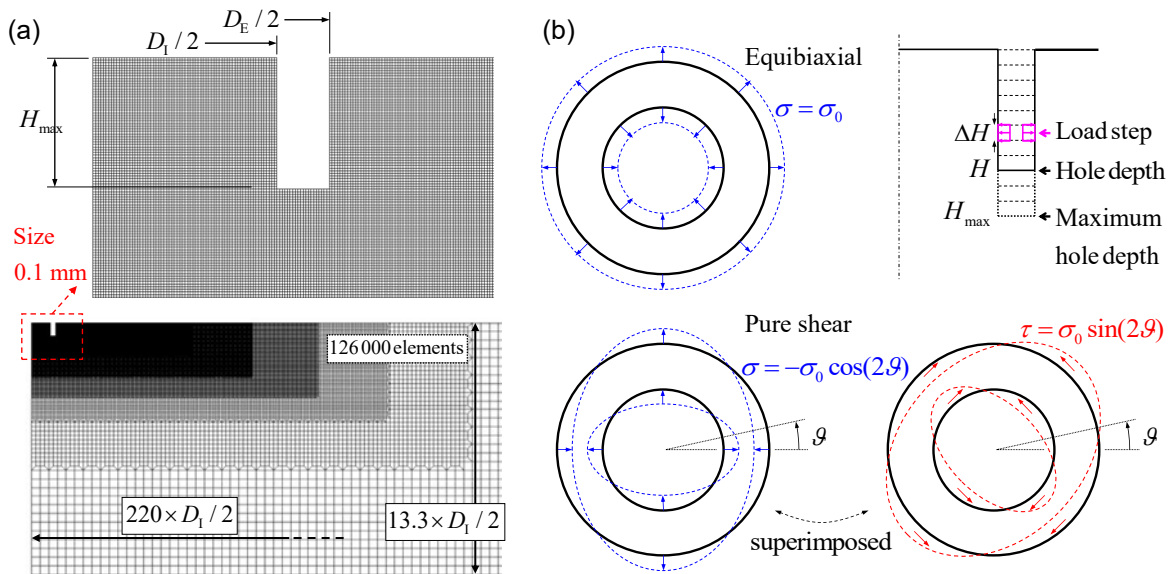 (a)
D_E / 2
D_I / 2
H_max
Size
0.1 mm
126 000 elements
220 × D_I / 2
13.3 × D_I / 2
(b)
Equibiaxial
σ = σ_0
ΔH
Load step
H
Hole depth
H_max
Maximum
hole depth
Pure shear
σ = −σ_0 cos(2ϑ)
τ = σ_0 sin(2ϑ)
ϑ
ϑ
superimposed